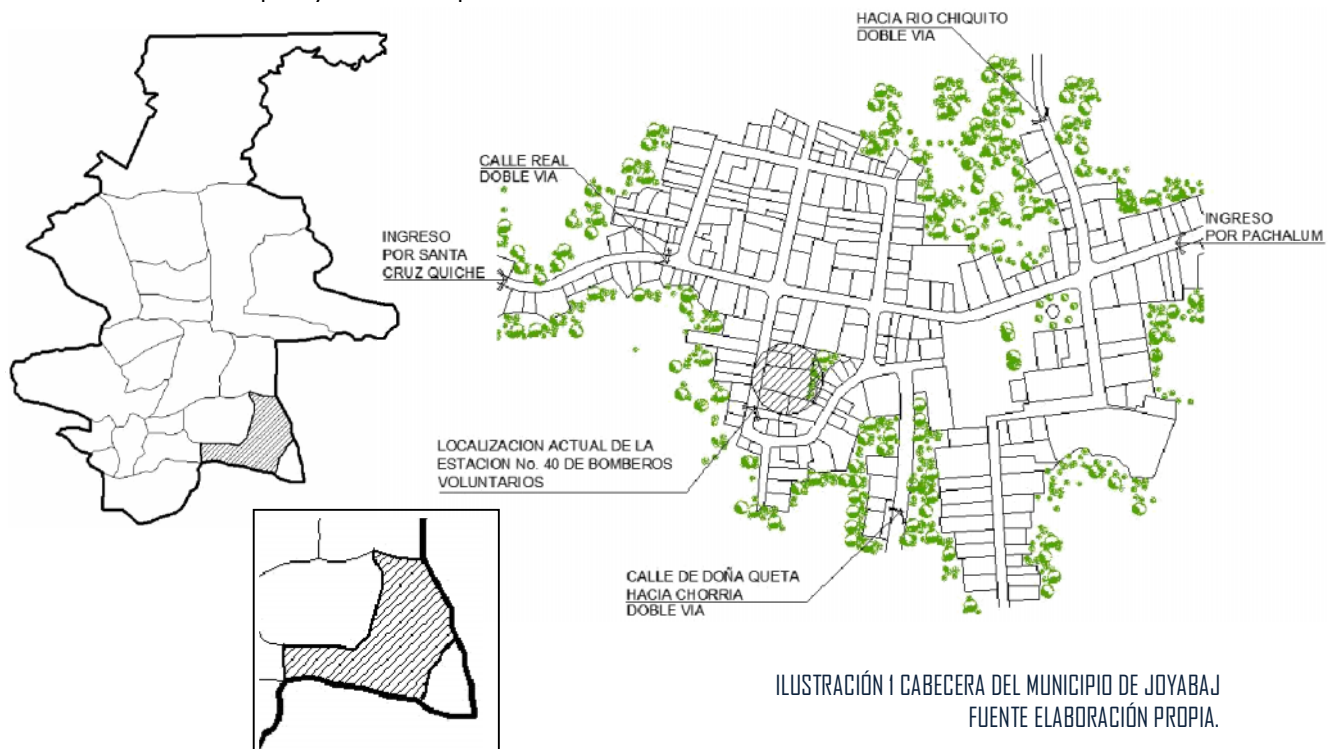 HACIA RIO CHIQUITO
DOBLE VIA
CALLE REAL
DOBLE VIA
INGRESO
POR PACHALUM
INGRESO
POR SANTA
CRUZ QUICHE
LOCALIZACION ACTUAL DE LA
ESTACION No. 40 DE BOMBEROS
VOLUNTARIOS
CALLE DE DOÑA QUETA
HACIA CHORRIA
DOBLE VIA
ILUSTRACIÓN 1 CABECERA DEL MUNICIPIO DE JOYABAJ
FUENTE ELABORACIÓN PROPIA.